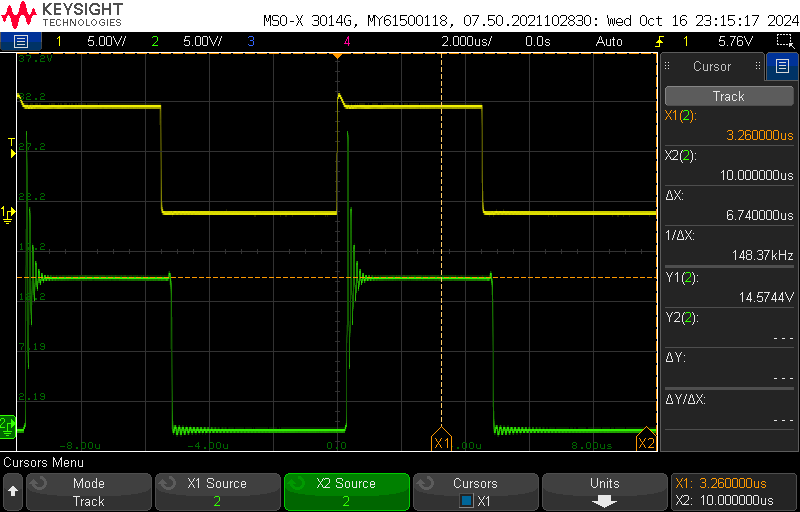 KEYSIGHT
TECHNOLOGIES
MSO-X 3014G, MY61500118, 07.50.2021102830: Wed Oct 16 23:15:17 2024
1 5.00V/ 2 5.00V/ 3 4 2.000us/ 0.0s Auto 1 5.76V
37.2V
32.2
27.2
22.2
12.2
7.19
2.19
-8.00u -4.00u 0.0 .00u 8.00us
T
1
2
X1
X2
Cursor
Track
X1(2):
3.260000us
X2(2):
10.000000us
ΔX:
6.740000us
1/ΔX:
148.37kHz
Y1(2):
14.5744V
Y2(2):
- - -
ΔY:
- - -
ΔY/ΔX:
- - -
Cursors Menu
Mode
Track
X1 Source
2
X2 Source
2
Cursors
X1
Units
X1: 3.260000us
X2: 10.000000us